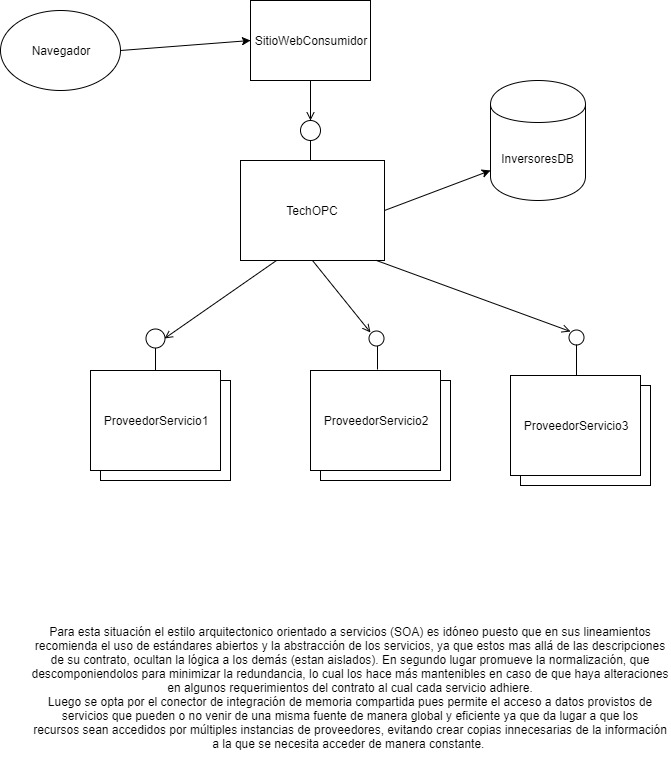 Navegador
SitioWebConsumidor
InversoresDB
TechOPC
ProveedorServicio1
ProveedorServicio2
ProveedorServicio3
Para esta situación el estilo arquitectonico orientado a servicios (SOA) es idóneo puesto que en sus lineamientos
recomienda el uso de estándares abiertos y la abstracción de los servicios, ya que estos mas allá de las descripciones
de su contrato, ocultan la lógica a los demás (estan aislados). En segundo lugar promueve la normalización, que
descomponiendolos para minimizar la redundancia, lo cual los hace más mantenibles en caso de que haya alteraciones
en algunos requerimientos del contrato al cual cada servicio adhiere.
Luego se opta por el conector de integración de memoria compartida pues permite el acceso a datos provistos de
servicios que pueden o no venir de una misma fuente de manera global y eficiente ya que da lugar a que los
recursos sean accedidos por múltiples instancias de proveedores, evitando crear copias innecesarias de la información
a la que se necesita acceder de manera constante.